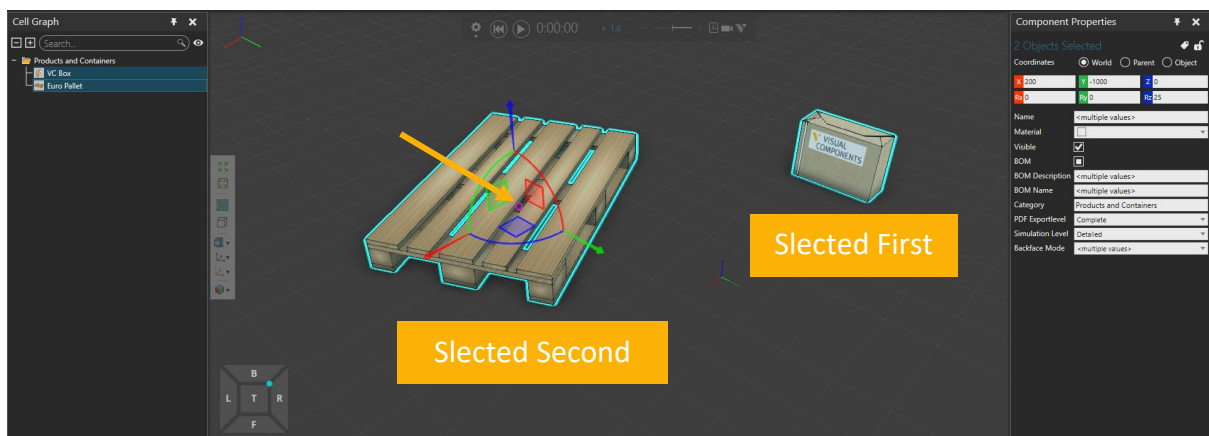 Cell Graph
Search...
Products and Containers
VC Box
Euro Pallet
0:00:00
x 1.0
VISUAL
COMPONENTS
Slected First
Slected Second
B
L T R
F
Component Properties
2 Objects Selected
Coordinates World Parent Object
X 200 Y -1000 Z 0
Rx 0 Ry 0 Rz 25
Name <multiple values>
Material
Visible
BOM
BOM Description <multiple values>
BOM Name <multiple values>
Category Products and Containers
PDF Exportlevel Complete
Simulation Level Detailed
Backface Mode <multiple values>